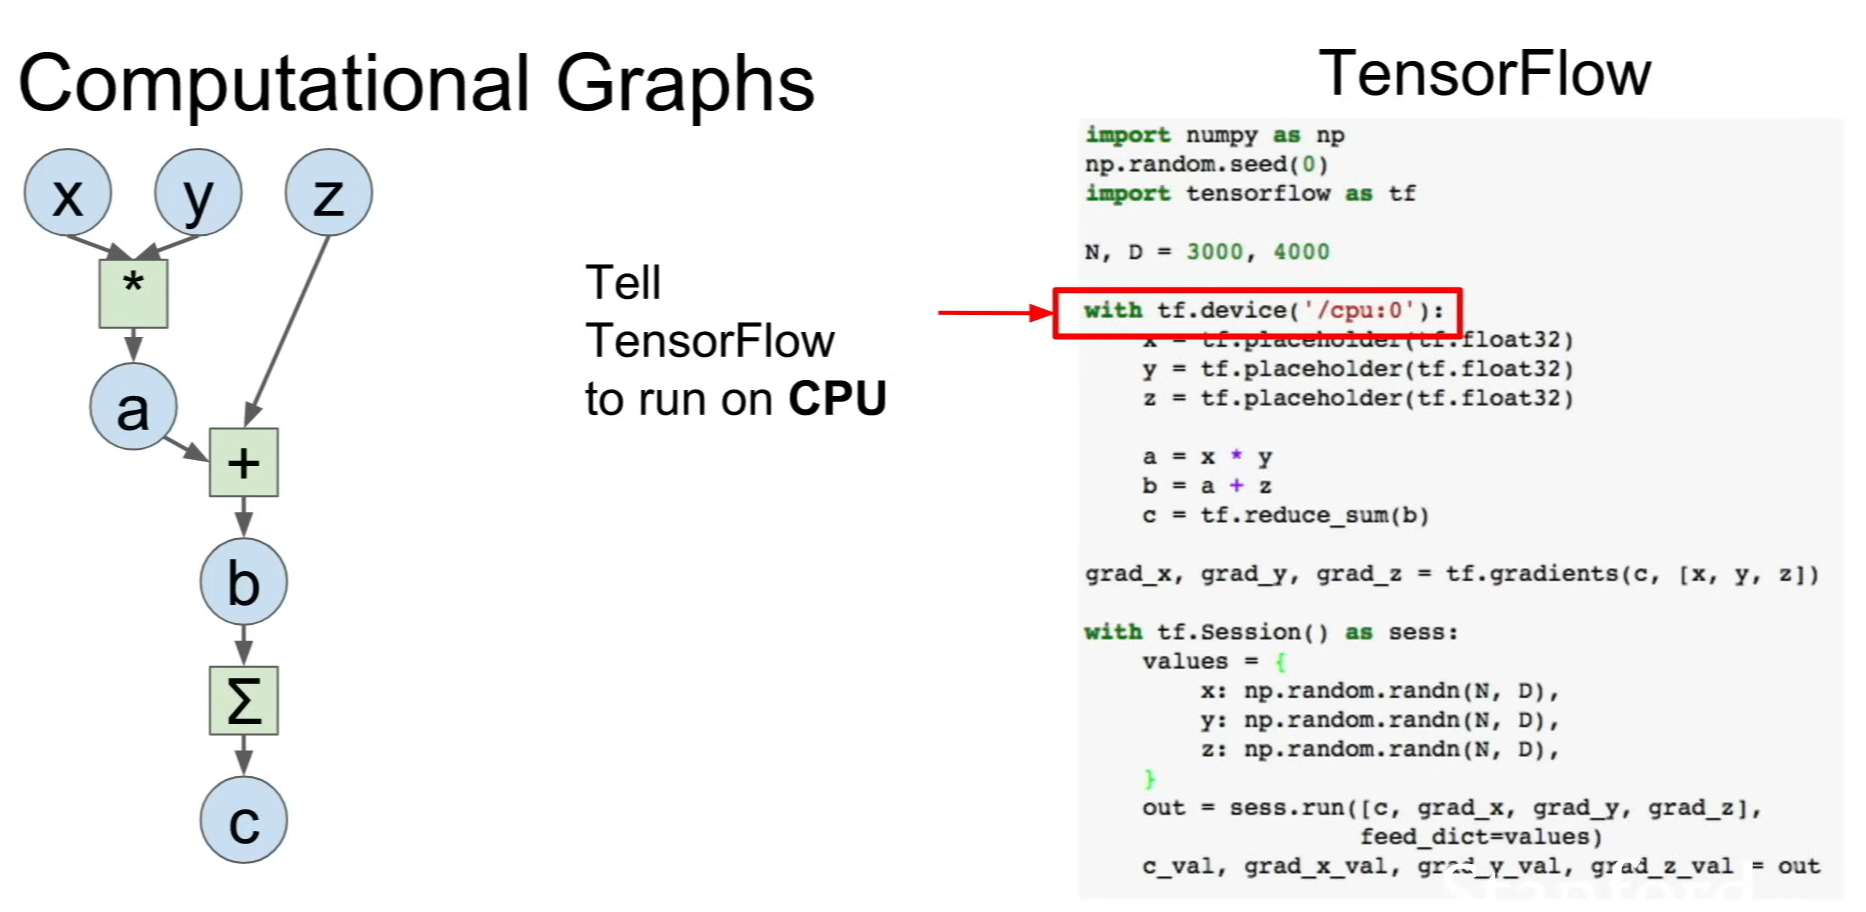 Computational Graphs
x y z
*
a
+
b
Σ
c
Tell
TensorFlow
to run on CPU
TensorFlow
import numpy as np
np.random.seed(0)
import tensorflow as tf
N, D = 3000, 4000
with tf.device('/cpu:0'):
x = tf.placeholder(tf.float32)
y = tf.placeholder(tf.float32)
z = tf.placeholder(tf.float32)
a = x * y
b = a + z
c = tf.reduce_sum(b)
grad_x, grad_y, grad_z = tf.gradients(c, [x, y, z])
with tf.Session() as sess:
values = {
x: np.random.randn(N, D),
y: np.random.randn(N, D),
z: np.random.randn(N, D),
}
out = sess.run([c, grad_x, grad_y, grad_z],
feed_dict=values)
c_val, grad_x_val, grad_y_val, grad_z_val = out
Stanford